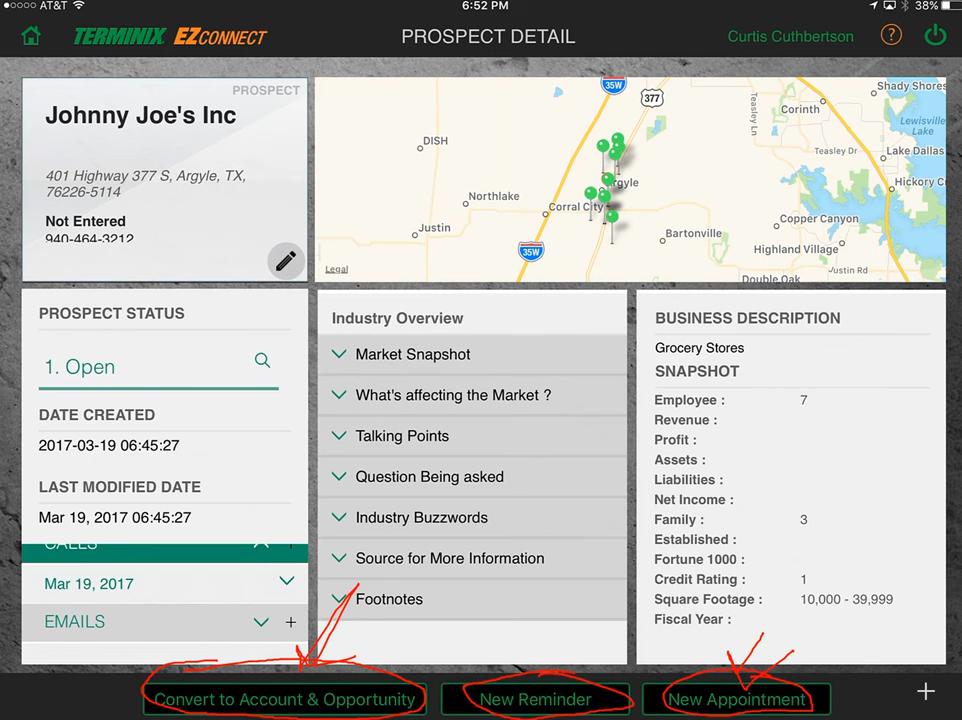 AT&T
6:52 PM
38%
TERMINIX EZCONNECT
PROSPECT DETAIL
Curtis Cuthbertson
?
PROSPECT
Johnny Joe's Inc
401 Highway 377 S, Argyle, TX,
76226-5114
Not Entered
940-464-3212
35W
377
Shady Shores
Corinth
Teasley Ln
Lewisville
Lake
DISH
Teasley Dr
Lake Dallas
Argyle
Hickory C
Northlake
Corral City
Copper Canyon
Justin
Bartonville
35W
Highland Village
Justin Rd
Legal
Double Oak
PROSPECT STATUS
1. Open
DATE CREATED
2017-03-19 06:45:27
LAST MODIFIED DATE
Mar 19, 2017 06:45:27
CALLS
+
Mar 19, 2017
EMAILS
+
Industry Overview
Market Snapshot
What's affecting the Market ?
Talking Points
Question Being asked
Industry Buzzwords
Source for More Information
Footnotes
BUSINESS DESCRIPTION
Grocery Stores
SNAPSHOT
Employee : 7
Revenue :
Profit :
Assets :
Liabilities :
Net Income :
Family : 3
Established :
Fortune 1000 :
Credit Rating : 1
Square Footage : 10,000 - 39,999
Fiscal Year :
Convert to Account & Opportunity
New Reminder
New Appointment
+